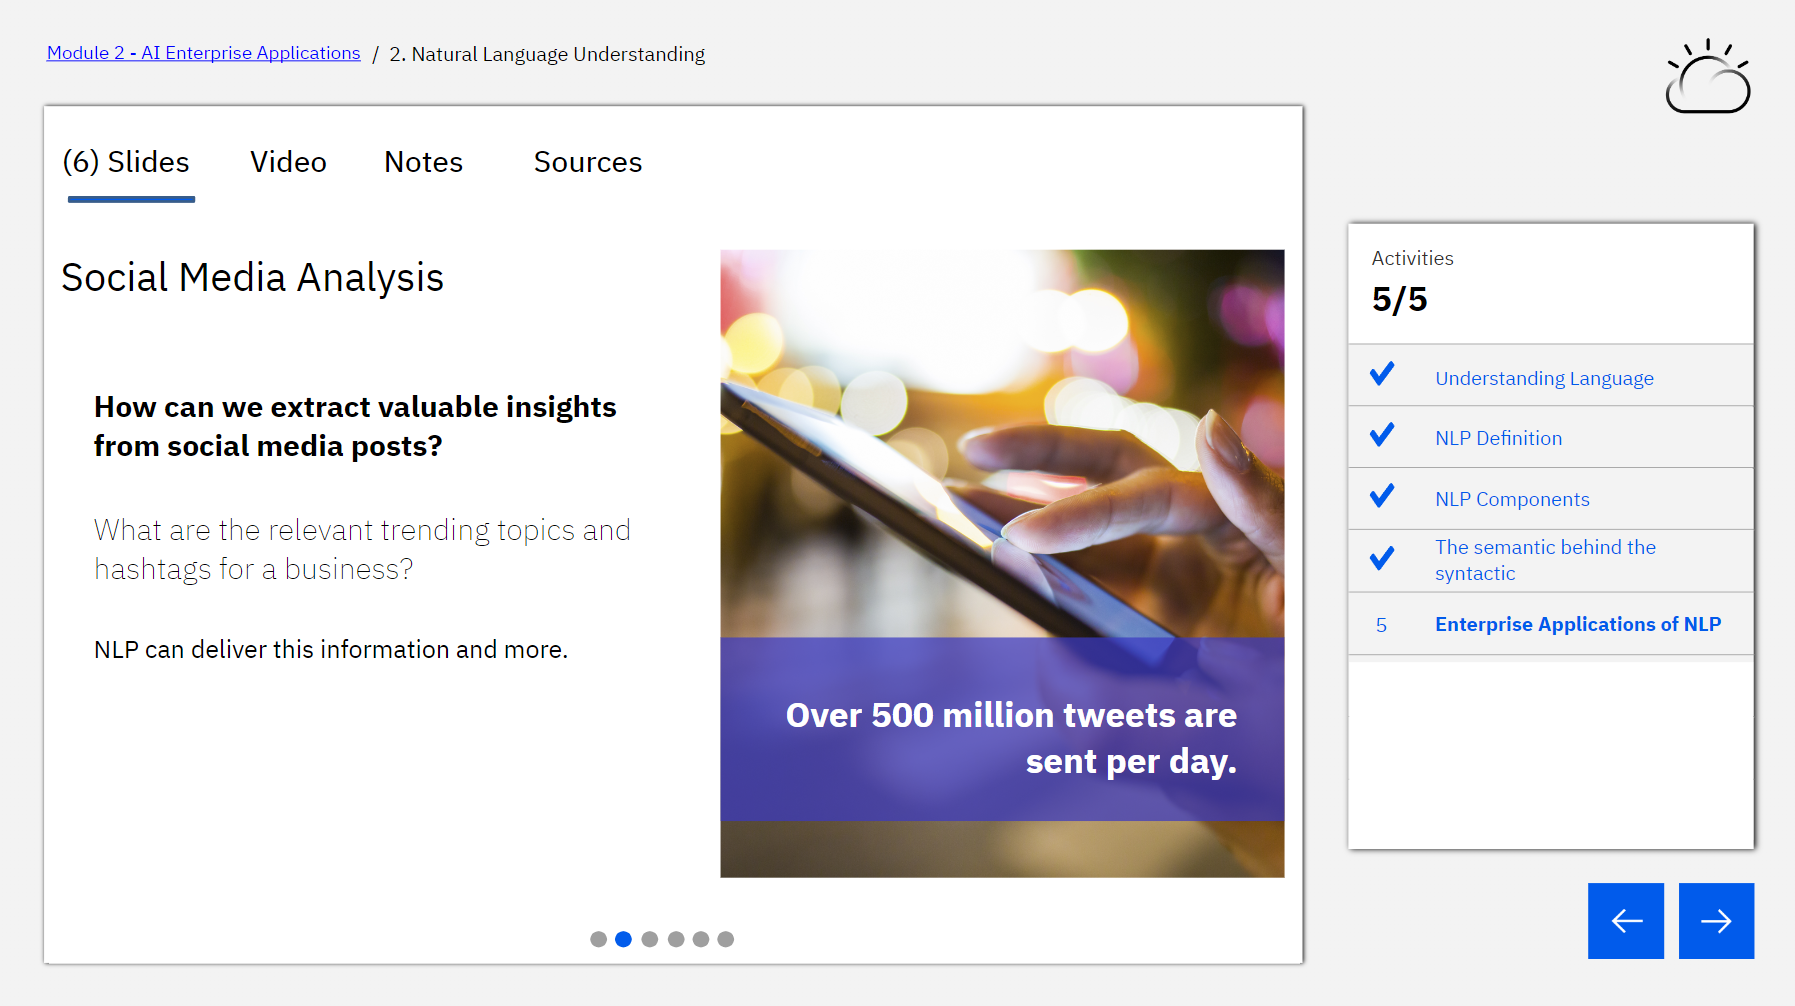 Module 2 - AI Enterprise Applications / 2. Natural Language Understanding
(6) Slides Video Notes Sources
Social Media Analysis
How can we extract valuable insights
from social media posts?
What are the relevant trending topics and
hashtags for a business?
NLP can deliver this information and more.
Over 500 million tweets are
sent per day.
Activities
5/5
Understanding Language
NLP Definition
NLP Components
The semantic behind the
syntactic
5 Enterprise Applications of NLP